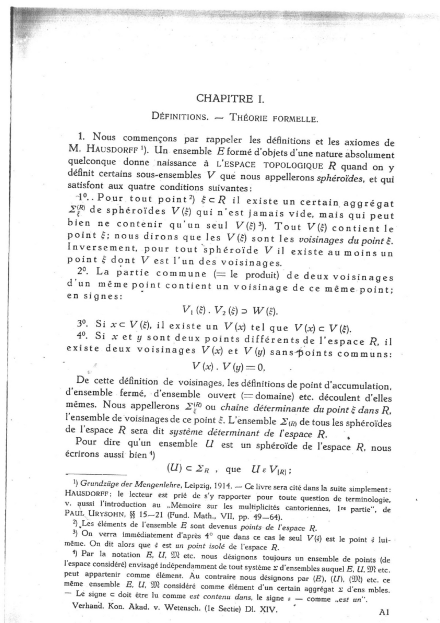 CHAPITRE I.
DÉFINITIONS. — THÉORIE FORMELLE.
1. Nous commençons par rappeler les définitions et les axiomes de
M. HAUSDORFF ¹). Un ensemble E formé d'objets d'une nature absolument
quelconque donne naissance à L'ESPACE TOPOLOGIQUE R quand on y
définit certains sous-ensembles V que nous appellerons sphéroïdes, et qui
satisfont aux quatre conditions suivantes:
1⁰. Pour tout point ²) ξ ⊂ R il existe un certain aggrégat
Σ_ξ^(R) de sphéroïdes V(ξ) qui n'est jamais vide, mais qui peut
bien ne contenir qu'un seul V(ξ) ³). Tout V(ξ) contient le
point ξ; nous dirons que les V(ξ) sont les voisinages du point ξ.
Inversement, pour tout sphéroïde V il existe au moins un
point ξ dont V est l'un des voisinages.
2⁰. La partie commune (= le produit) de deux voisinages
d'un même point contient un voisinage de ce même point;
en signes:
V₁ (ξ) . V₂ (ξ) ⊃ W(ξ).
3⁰. Si x ⊂ V(ξ), il existe un V(x) tel que V(x) ⊂ V(ξ).
4⁰. Si x et y sont deux points différents de l'espace R, il
existe deux voisinages V(x) et V(y) sans points communs:
V(x) . V(y) = 0.
De cette définition de voisinages, les définitions de point d'accumulation,
d'ensemble fermé, d'ensemble ouvert (= domaine) etc. découlent d'elles
mêmes. Nous appellerons Σ_ξ^(R) ou chaîne déterminante du point ξ dans R,
l'ensemble de voisinages de ce point ξ. L'ensemble Σ_(R) de tous les sphéroïdes
de l'espace R sera dit système déterminant de l'espace R.
Pour dire qu'un ensemble U est un sphéroïde de l'espace R, nous
écrirons aussi bien ⁴)
(U) ⊂ Σ_R , que U ε V_|R|;
¹) Grundzüge der Mengenlehre, Leipzig, 1914. — Ce livre sera cité dans la suite simplement:
HAUSDORFF; le lecteur est prié de s'y rapporter pour toute question de terminologie,
v. aussi l'introduction au „Mémoire sur les multiplicités cantoriennes, 1re partie", de
PAUL URYSOHN, §§ 15—21 (Fund. Math., VII, pp. 49—64).
²) Les éléments de l'ensemble E sont devenus points de l'espace R.
³) On verra immédiatement d'après 4⁰ que dans ce cas le seul V(ξ) est le point ξ lui-
même. On dit alors que ξ est un point isolé de l'espace R.
⁴) Par la notation E, U, 𝔐 etc. nous désignons toujours un ensemble de points (de
l'espace considéré) envisagé indépendamment de tout système Σ d'ensembles auquel E, U, 𝔐 etc.
peut appartenir comme élément. Au contraire nous désignons par (E), (U), (𝔐) etc. ce
même ensemble E, U, 𝔐 considéré comme élément d'un certain aggrégat Σ d'ensembles.
— Le signe ⊂ doit être lu comme est contenu dans, le signe ε — comme „est un".
Verhand. Kon. Akad. v. Wetensch. (1e Sectie) Dl. XIV. A1